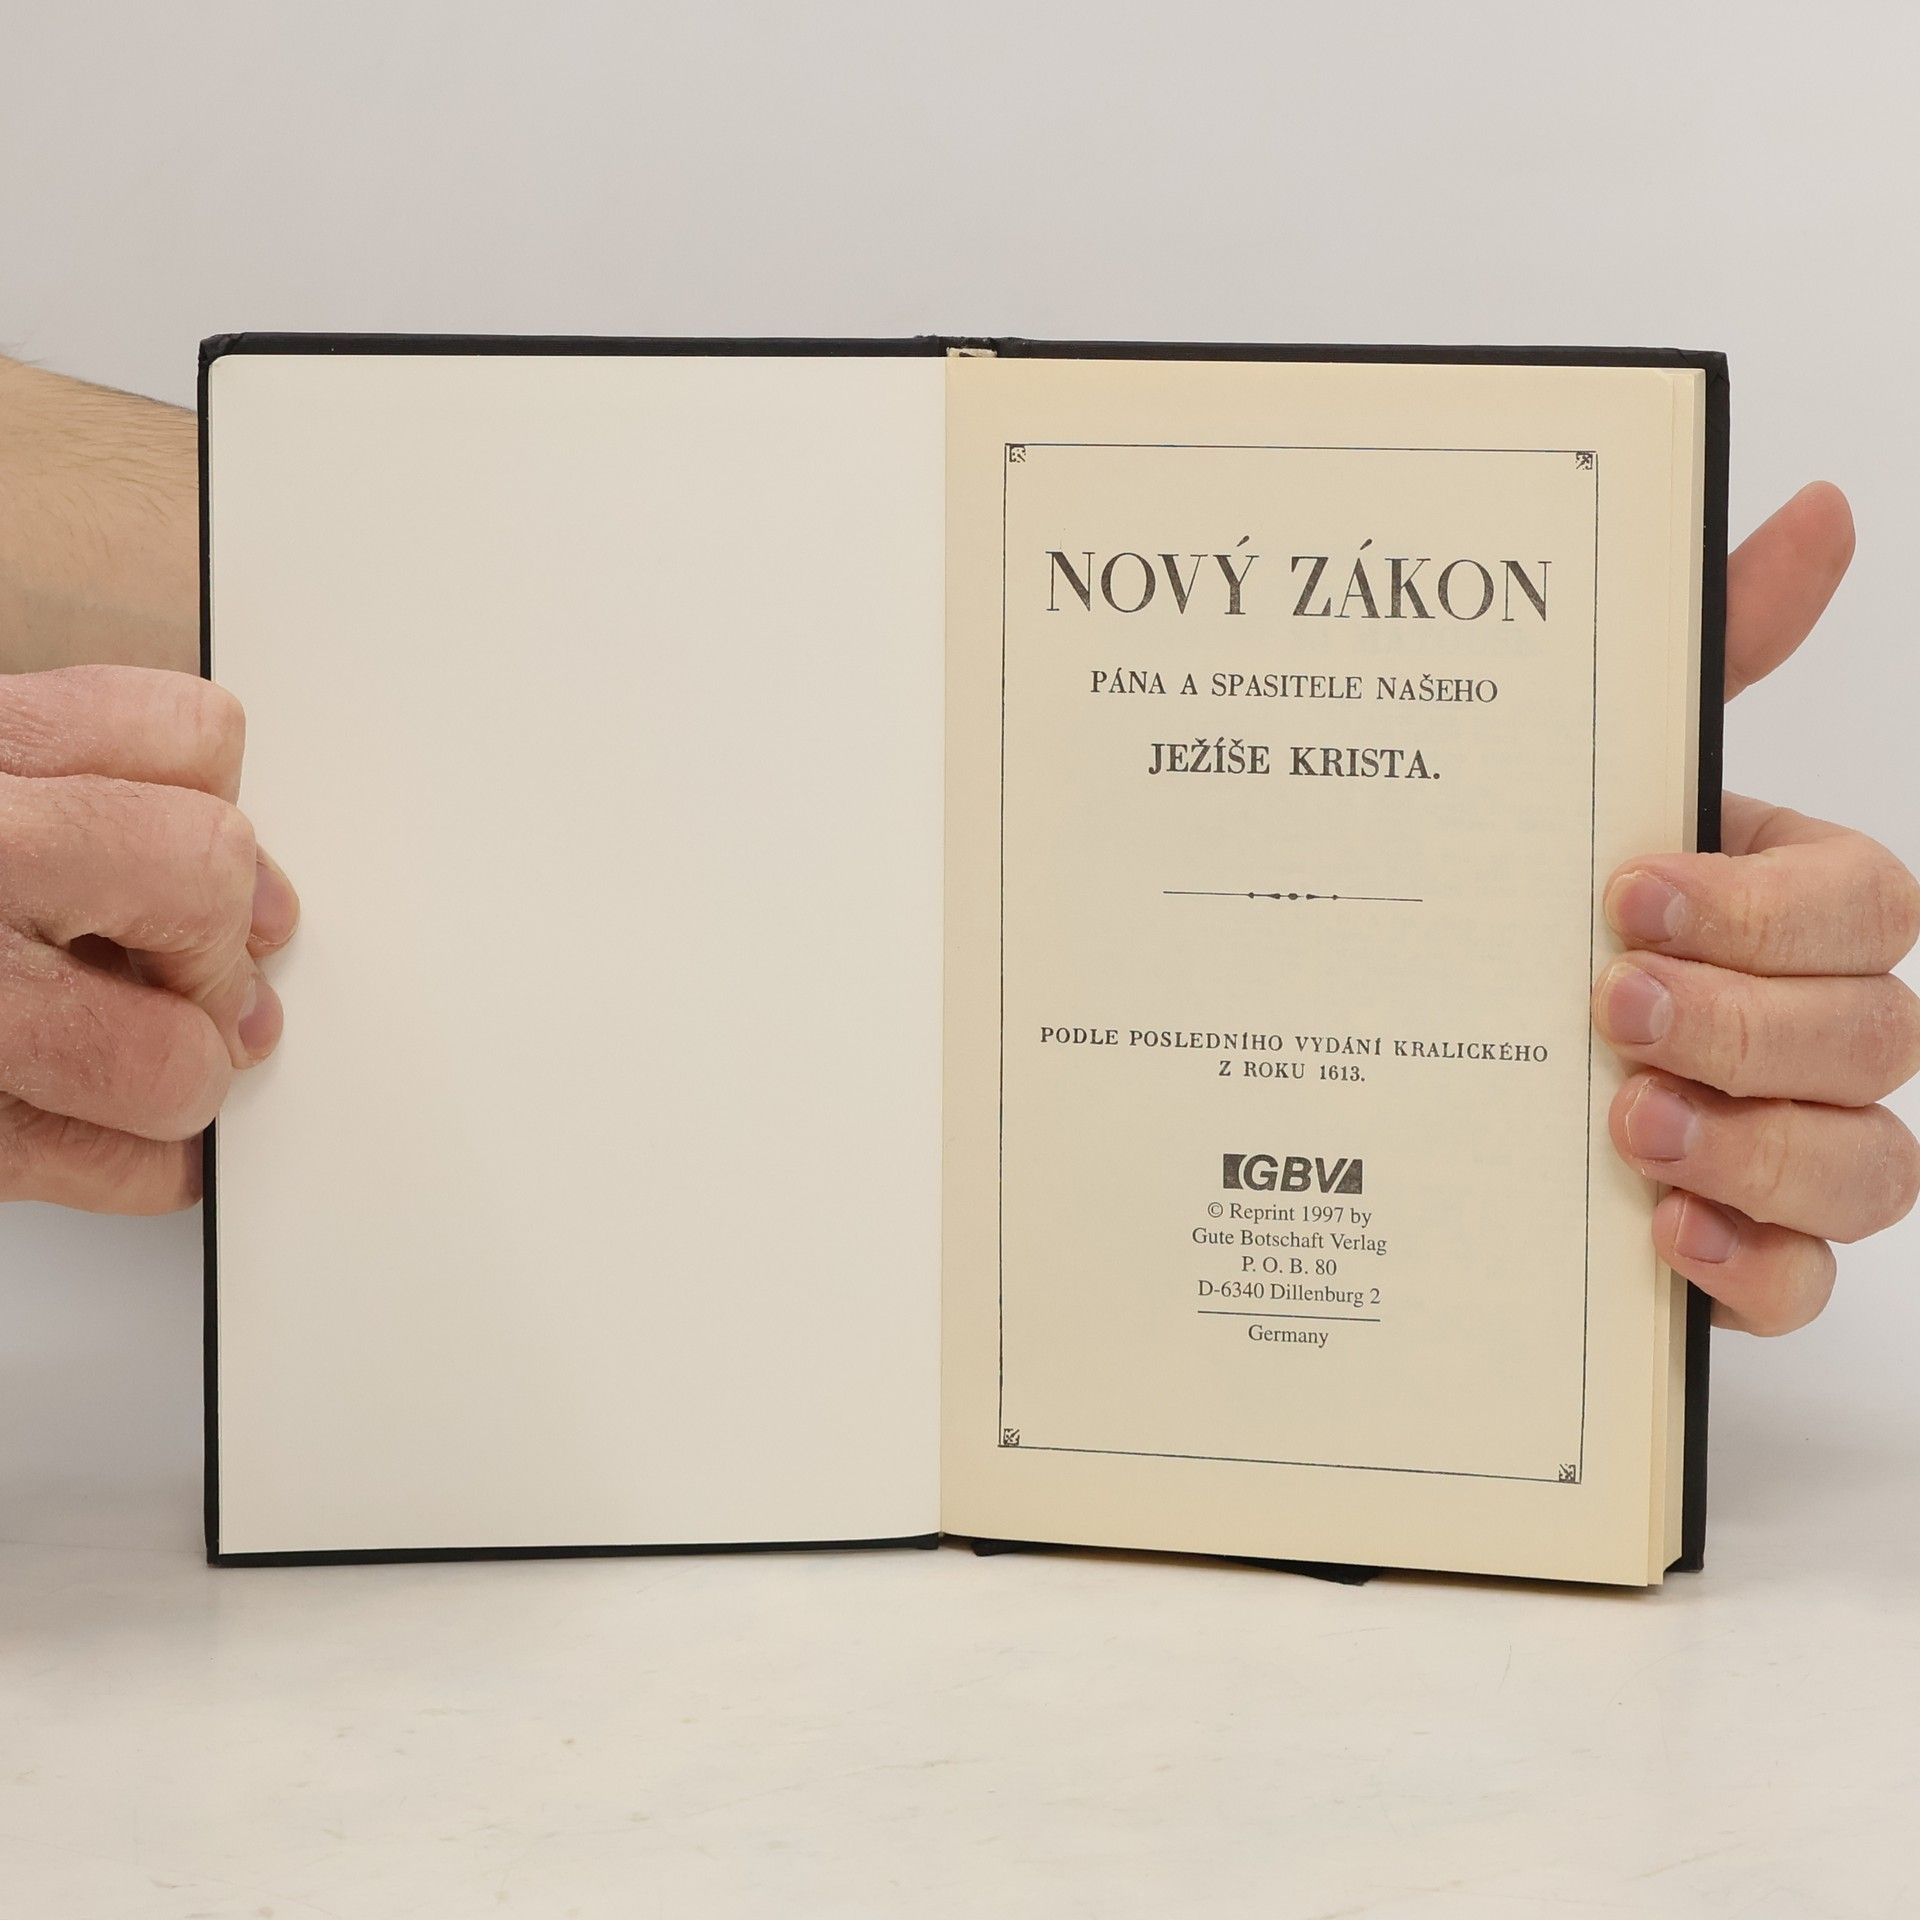 NOVÝ ZÁKON
PÁNA A SPASITELE NAŠEHO
JEŽÍŠE KRISTA.
PODLE POSLEDNÍHO VYDÁNÍ KRALICKÉHO
Z ROKU 1613.
GBV
© Reprint 1997 by
Gute Botschaft Verlag
P. O. B. 80
D-6340 Dillenburg 2
Germany